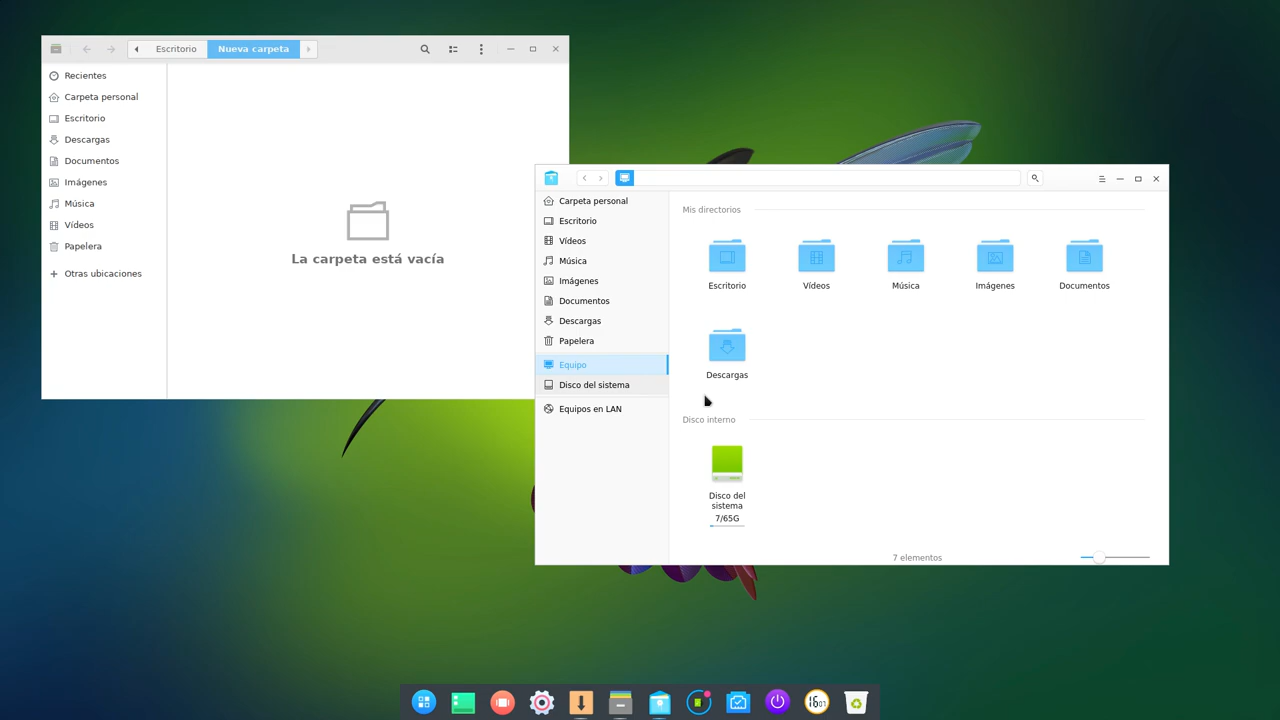 Escritorio
Nueva carpeta
Recientes
Carpeta personal
Escritorio
Descargas
Documentos
Imágenes
Música
Vídeos
Papelera
Otras ubicaciones
La carpeta está vacía
Carpeta personal
Escritorio
Vídeos
Música
Imágenes
Documentos
Descargas
Papelera
Equipo
Disco del sistema
Equipos en LAN
Mis directorios
Escritorio
Vídeos
Música
Imágenes
Documentos
Descargas
Disco interno
Disco del
sistema
7/65G
7 elementos
1607